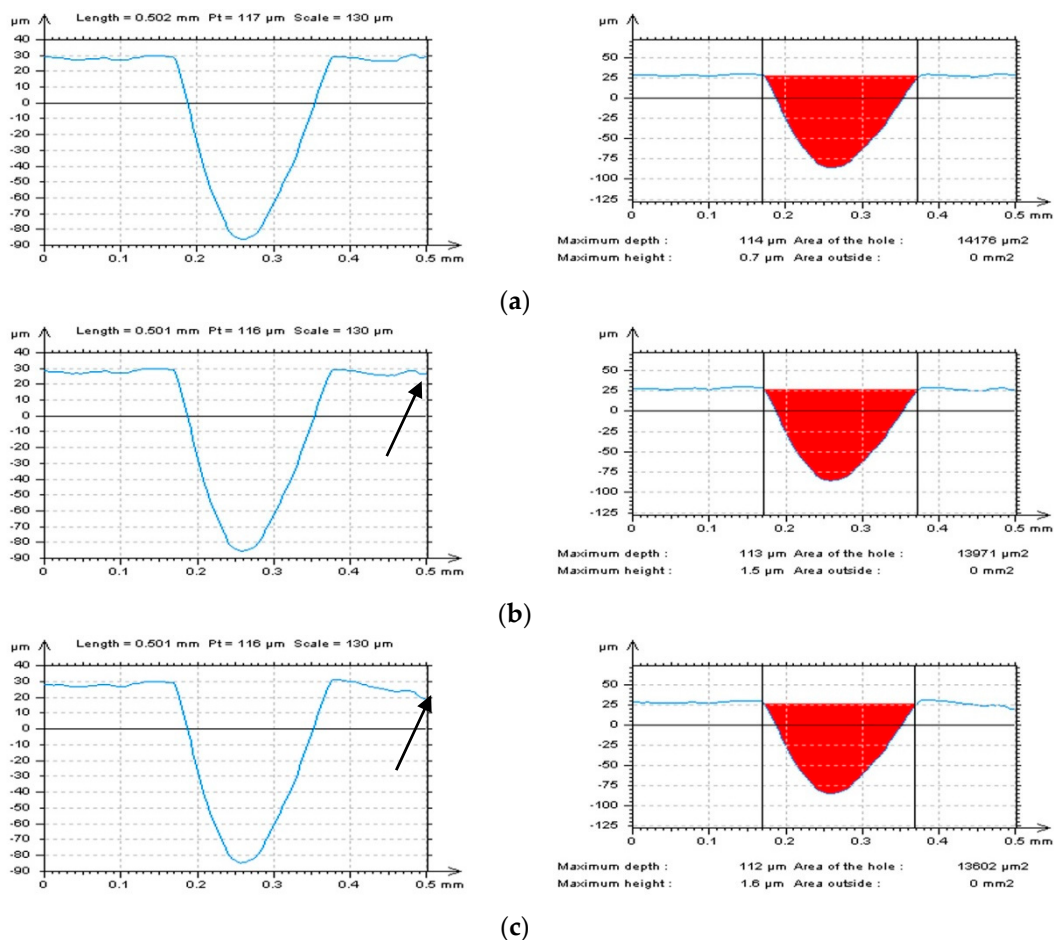 Length = 0.502 mm Pt = 117 µm Scale = 130 µm
µm
40
30
20
10
0
-10
-20
-30
-40
-50
-60
-70
-80
-90
0 0.1 0.2 0.3 0.4 0.5 mm
µm
50
25
0
-25
-50
-75
-100
-125
0 0.1 0.2 0.3 0.4 0.5 mm
Maximum depth : 114 µm Area of the hole : 14176 µm2
Maximum height : 0.7 µm Area outside : 0 mm2
(a)
Length = 0.501 mm Pt = 116 µm Scale = 130 µm
µm
40
30
20
10
0
-10
-20
-30
-40
-50
-60
-70
-80
-90
0 0.1 0.2 0.3 0.4 0.5 mm
µm
50
25
0
-25
-50
-75
-100
-125
0 0.1 0.2 0.3 0.4 0.5 mm
Maximum depth : 113 µm Area of the hole : 13971 µm2
Maximum height : 1.5 µm Area outside : 0 mm2
(b)
Length = 0.501 mm Pt = 116 µm Scale = 130 µm
µm
40
30
20
10
0
-10
-20
-30
-40
-50
-60
-70
-80
-90
0 0.1 0.2 0.3 0.4 0.5 mm
µm
50
25
0
-25
-50
-75
-100
-125
0 0.1 0.2 0.3 0.4 0.5 mm
Maximum depth : 112 µm Area of the hole : 13602 µm2
Maximum height : 1.6 µm Area outside : 0 mm2
(c)